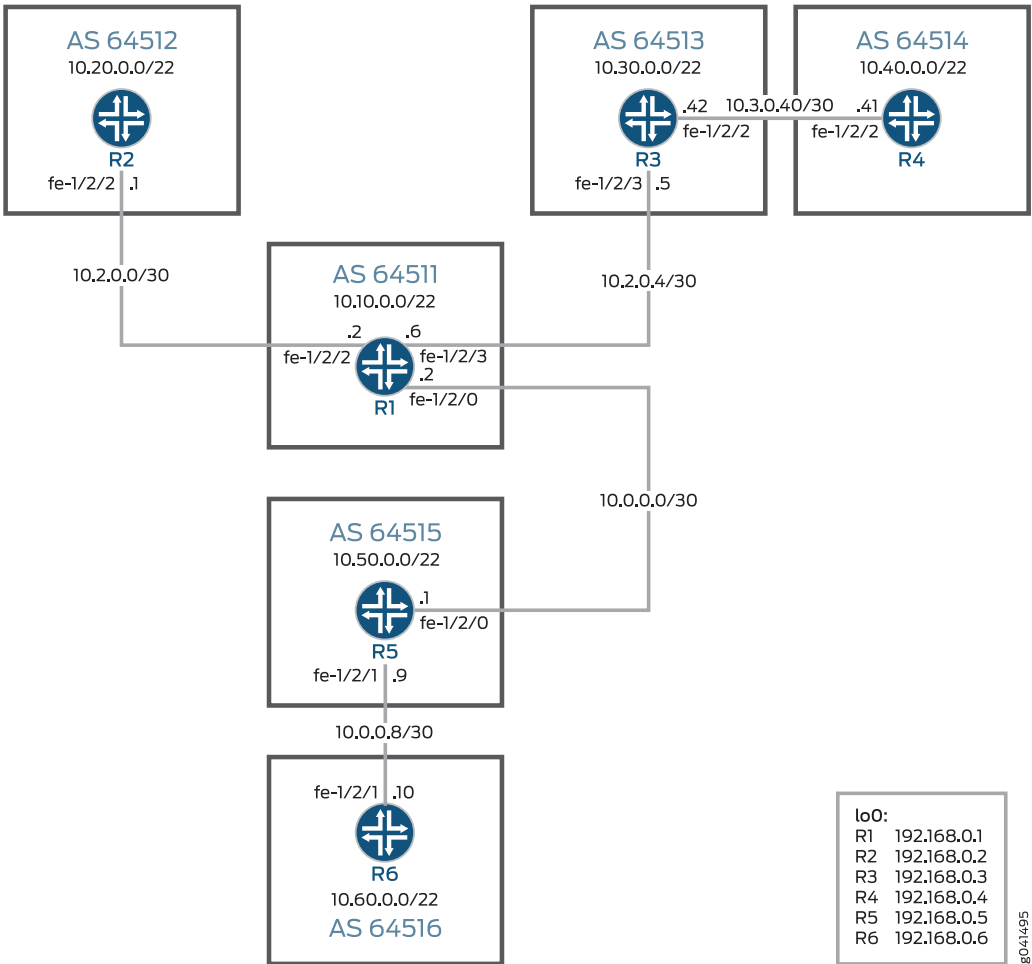 AS 64512
10.20.0.0/22
R2
fe-1/2/2 .1
10.2.0.0/30
AS 64513
10.30.0.0/22
.42
fe-1/2/2
R3
fe-1/2/3 .5
10.3.0.40/30
AS 64514
10.40.0.0/22
.41
fe-1/2/2
R4
10.2.0.4/30
AS 64511
10.10.0.0/22
.2
fe-1/2/2
.6
fe-1/2/3
.2
fe-1/2/0
R1
10.0.0.0/30
AS 64515
10.50.0.0/22
.1
fe-1/2/0
R5
fe-1/2/1 .9
10.0.0.8/30
fe-1/2/1 .10
R6
10.60.0.0/22
AS 64516
lo0:
R1 192.168.0.1
R2 192.168.0.2
R3 192.168.0.3
R4 192.168.0.4
R5 192.168.0.5
R6 192.168.0.6
g041495